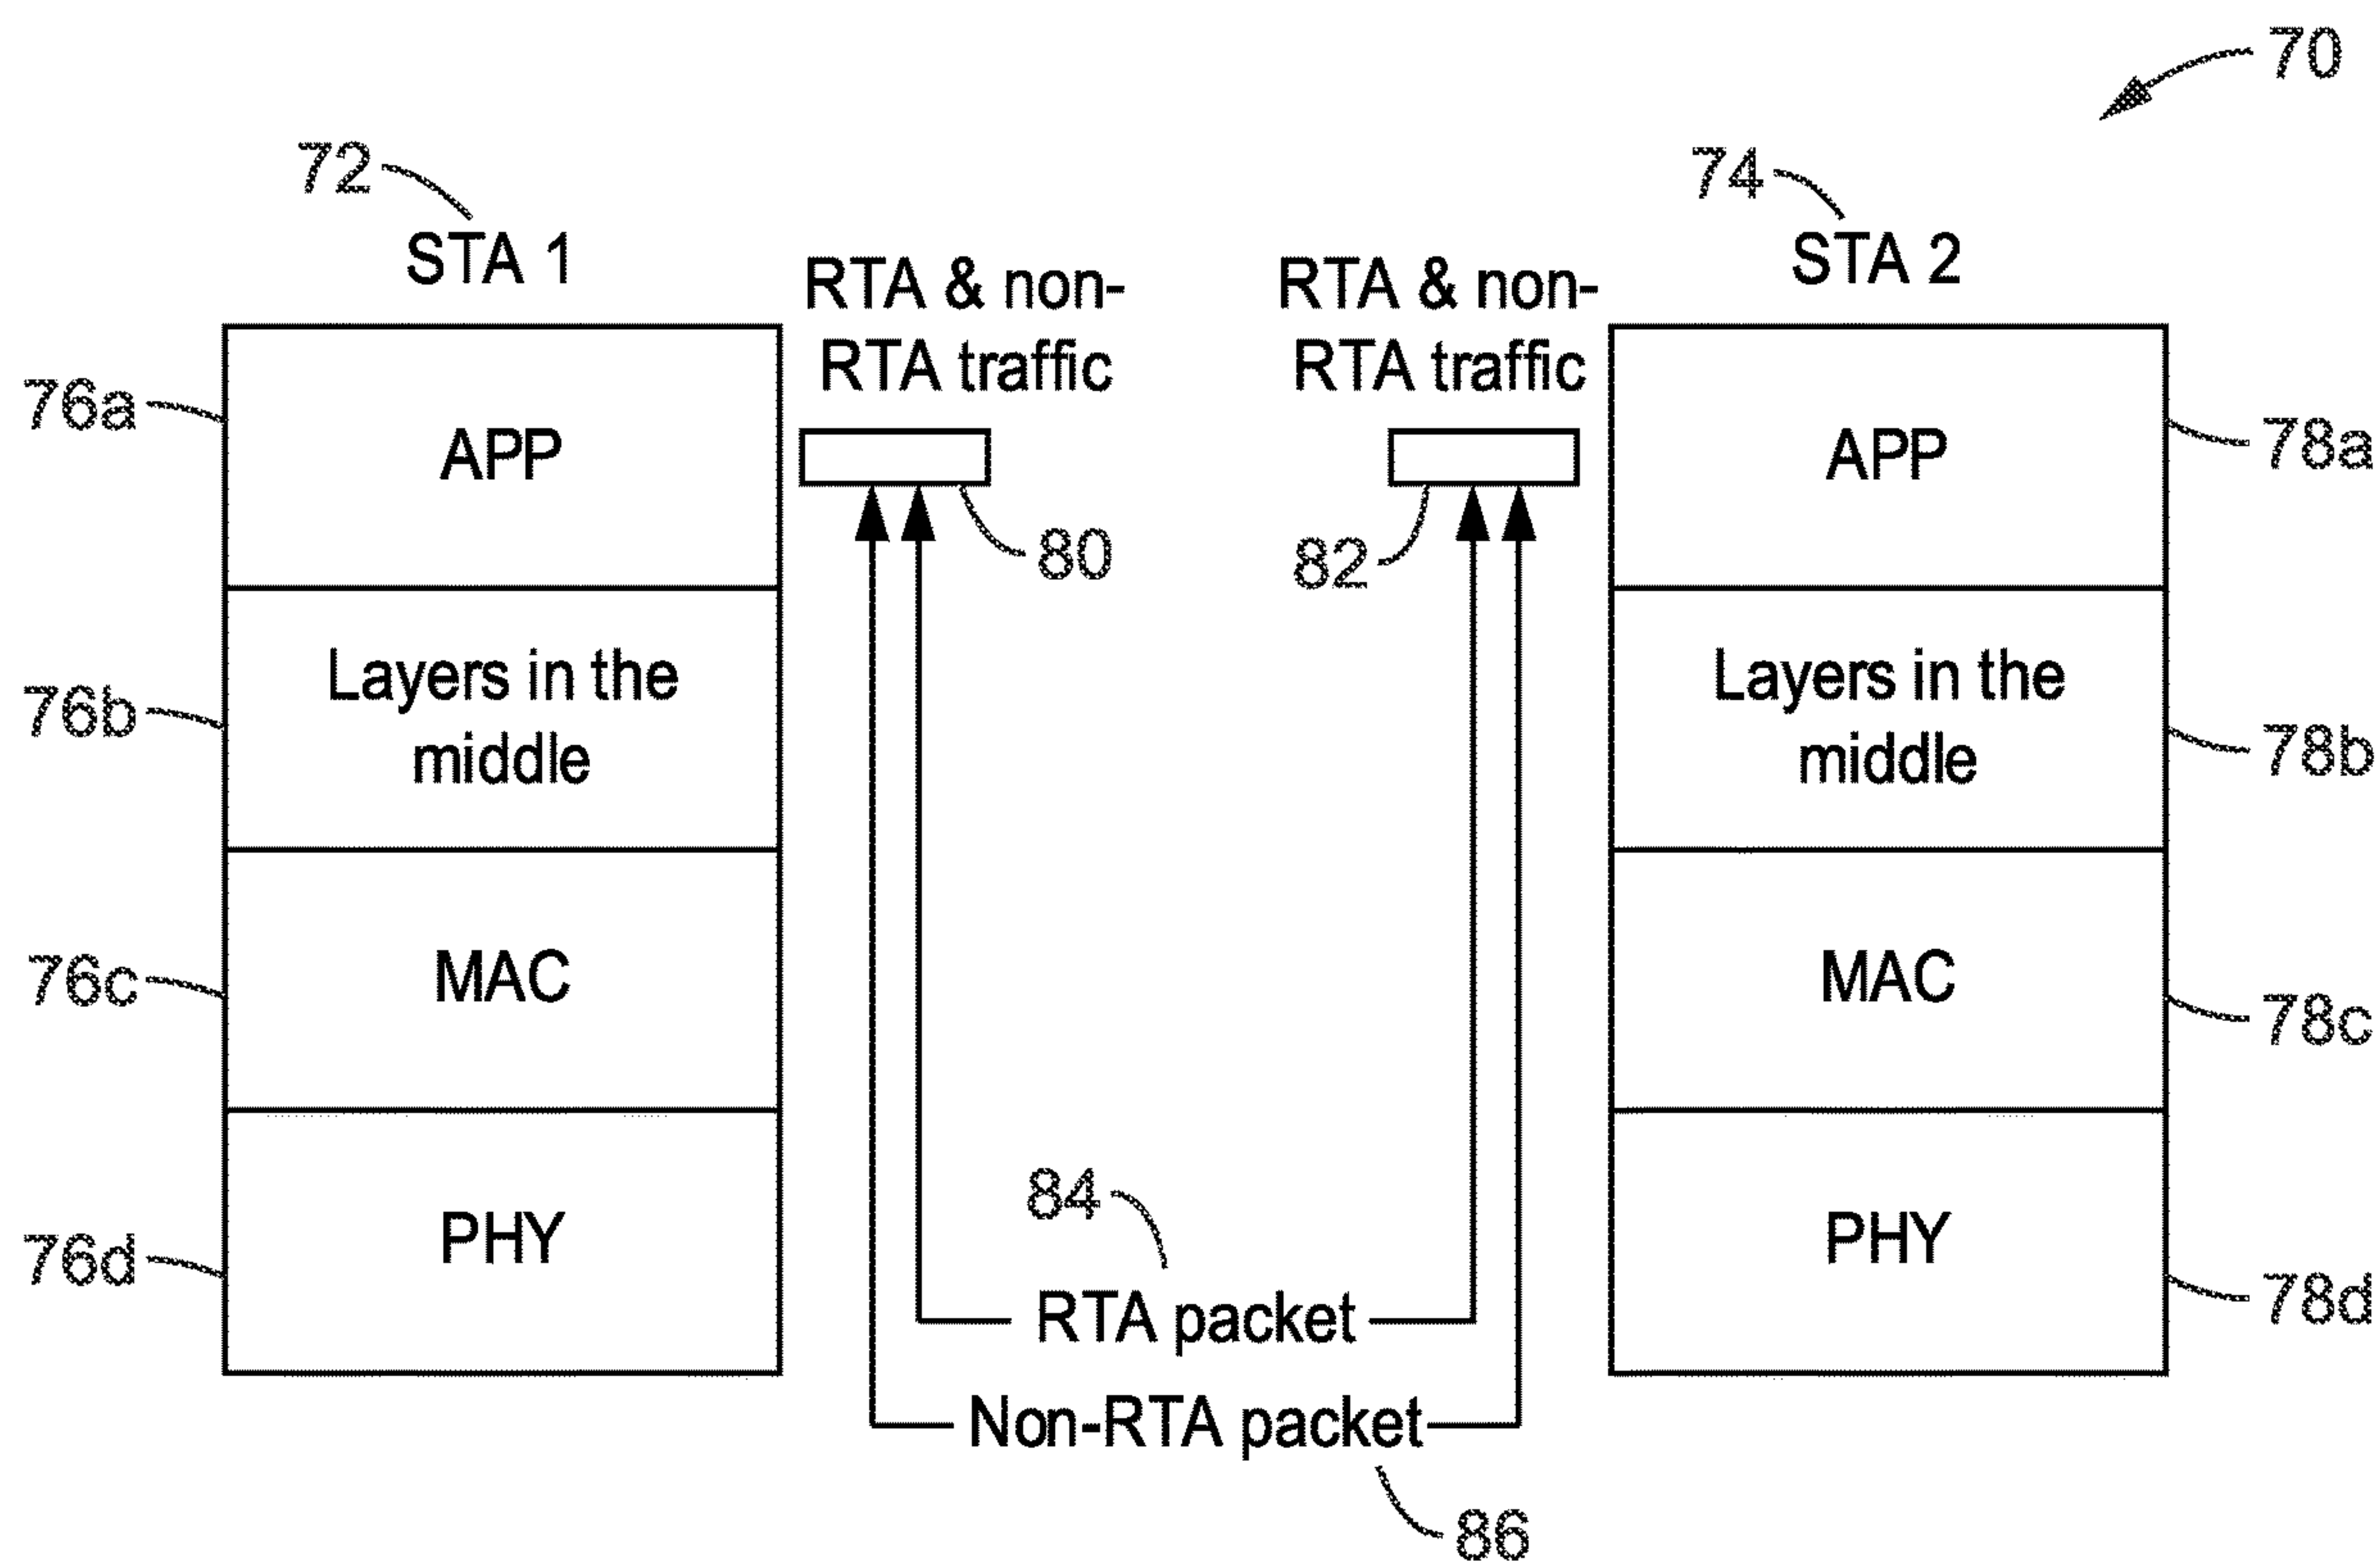 70
72
74
STA 1
STA 2
RTA & non-
RTA traffic
RTA & non-
RTA traffic
76a
APP
80
82
APP
78a
76b
Layers in the
middle
Layers in the
middle
78b
76c
MAC
MAC
78c
84
76d
PHY
PHY
78d
RTA packet
Non-RTA packet
86